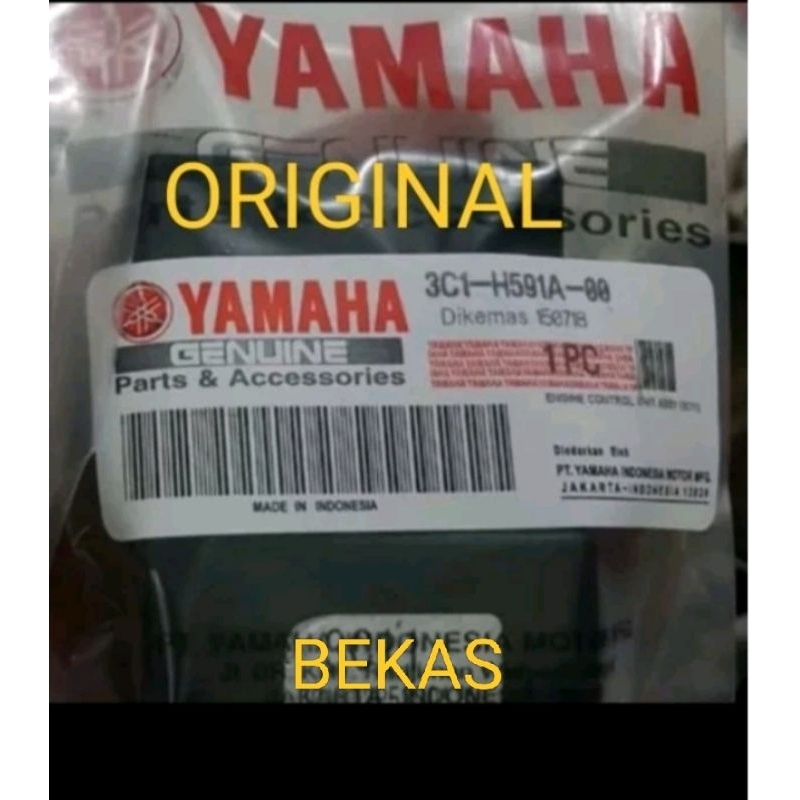 YAMAHA
GENUINE
ORIGINAL
sories
YAMAHA
GENUINE
Parts & Accessories
3C1-H591A-00
Dikemas 150718
1 PC
ENGINE CONTROL UNIT ASSY
MADE IN INDONESIA
Diedarkan Oleh
PT. YAMAHA INDONESIA MOTOR MFG
JAKARTA-INDONESIA
BEKAS